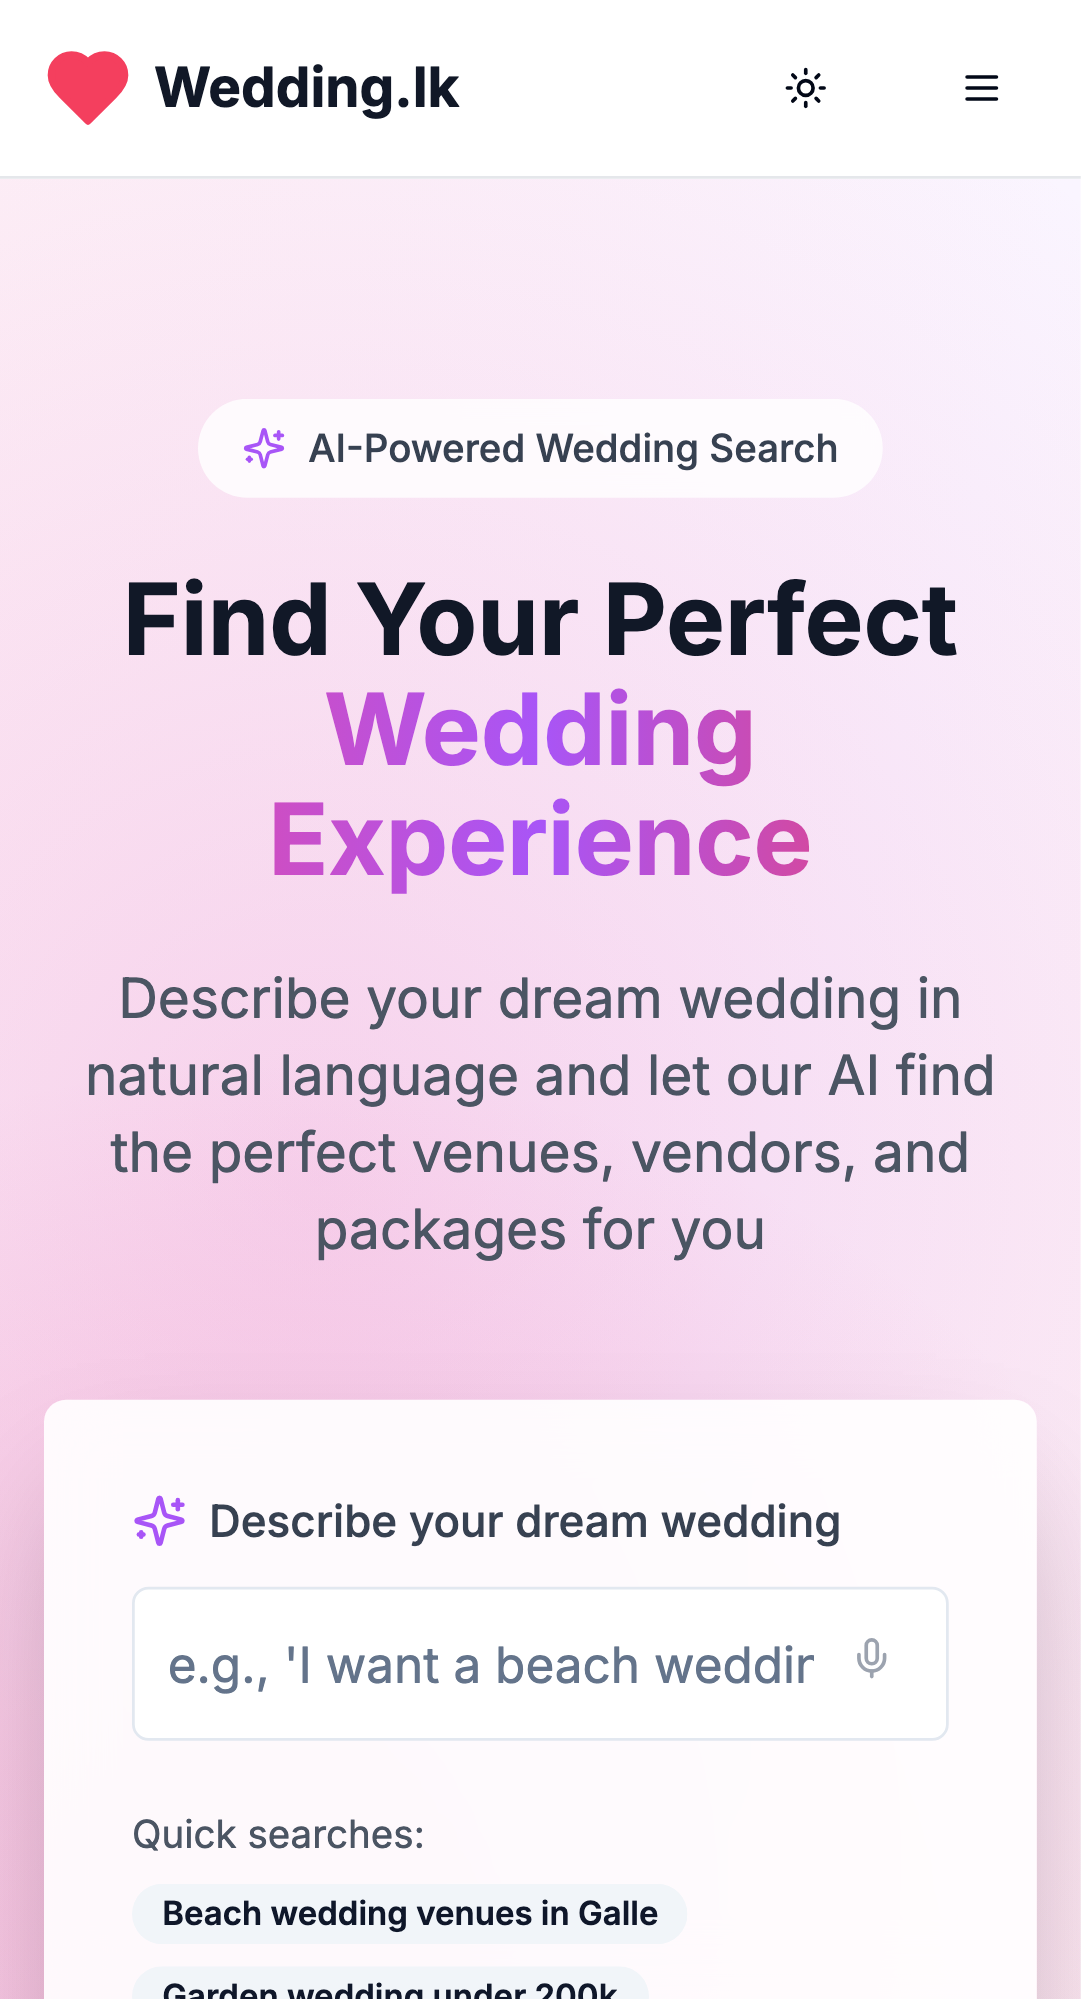 Wedding.lk
AI-Powered Wedding Search
Find Your Perfect
Wedding
Experience
Describe your dream wedding in
natural language and let our AI find
the perfect venues, vendors, and
packages for you
Describe your dream wedding
e.g., 'I want a beach weddin
Quick searches:
Beach wedding venues in Galle
Garden wedding under 200k